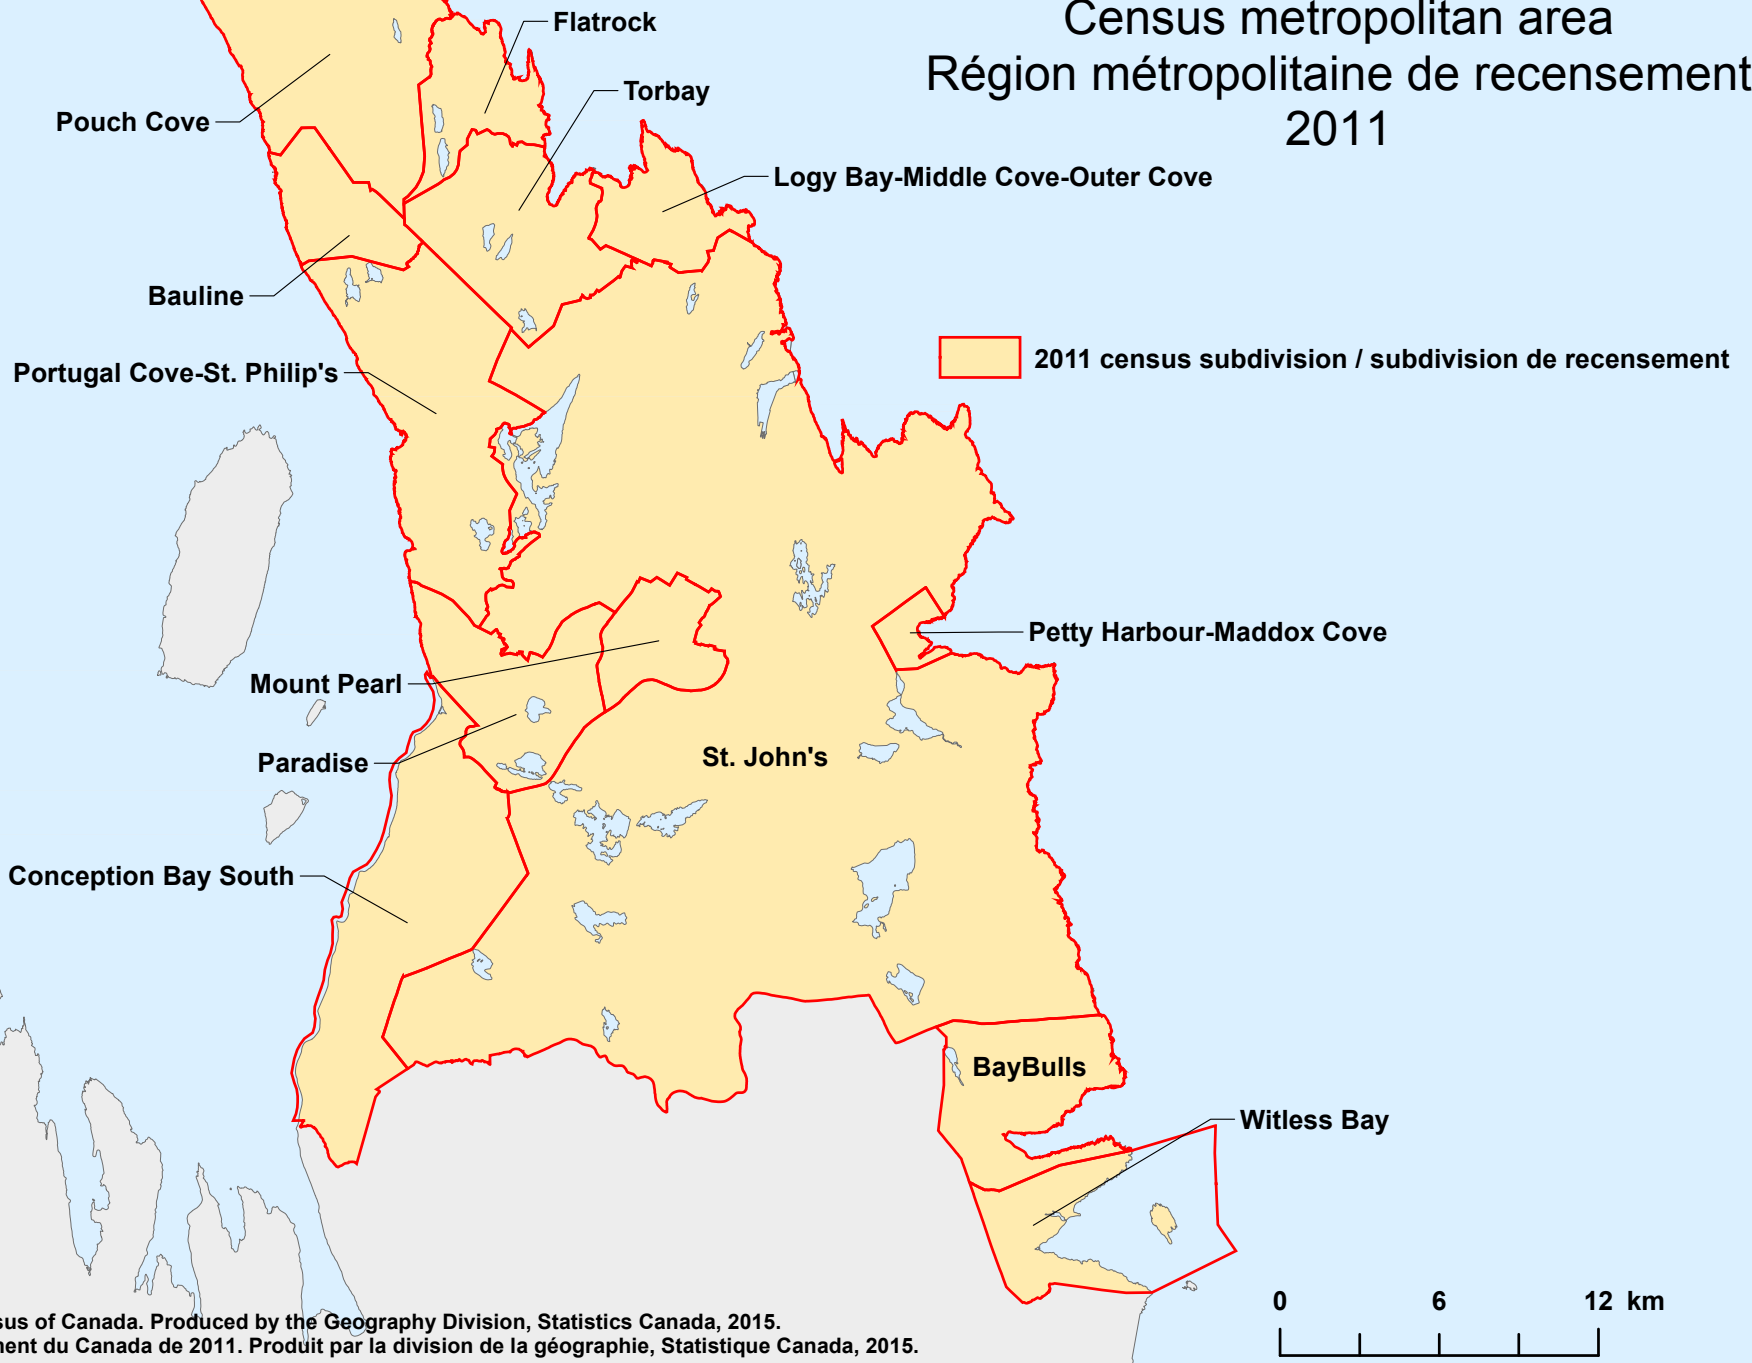 Census metropolitan area
Région métropolitaine de recensement
2011
Flatrock
Torbay
Pouch Cove
Logy Bay-Middle Cove-Outer Cove
Bauline
2011 census subdivision / subdivision de recensement
Portugal Cove-St. Philip's
Petty Harbour-Maddox Cove
Mount Pearl
St. John's
Paradise
Conception Bay South
BayBulls
Witless Bay
0 6 12 km
sus of Canada. Produced by the Geography Division, Statistics Canada, 2015.
ment du Canada de 2011. Produit par la division de la géographie, Statistique Canada, 2015.